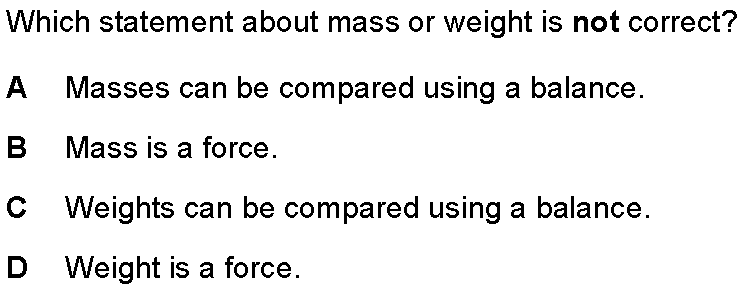 Which statement about mass or weight is not correct?
A Masses can be compared using a balance.
B Mass is a force.
C Weights can be compared using a balance.
D Weight is a force.